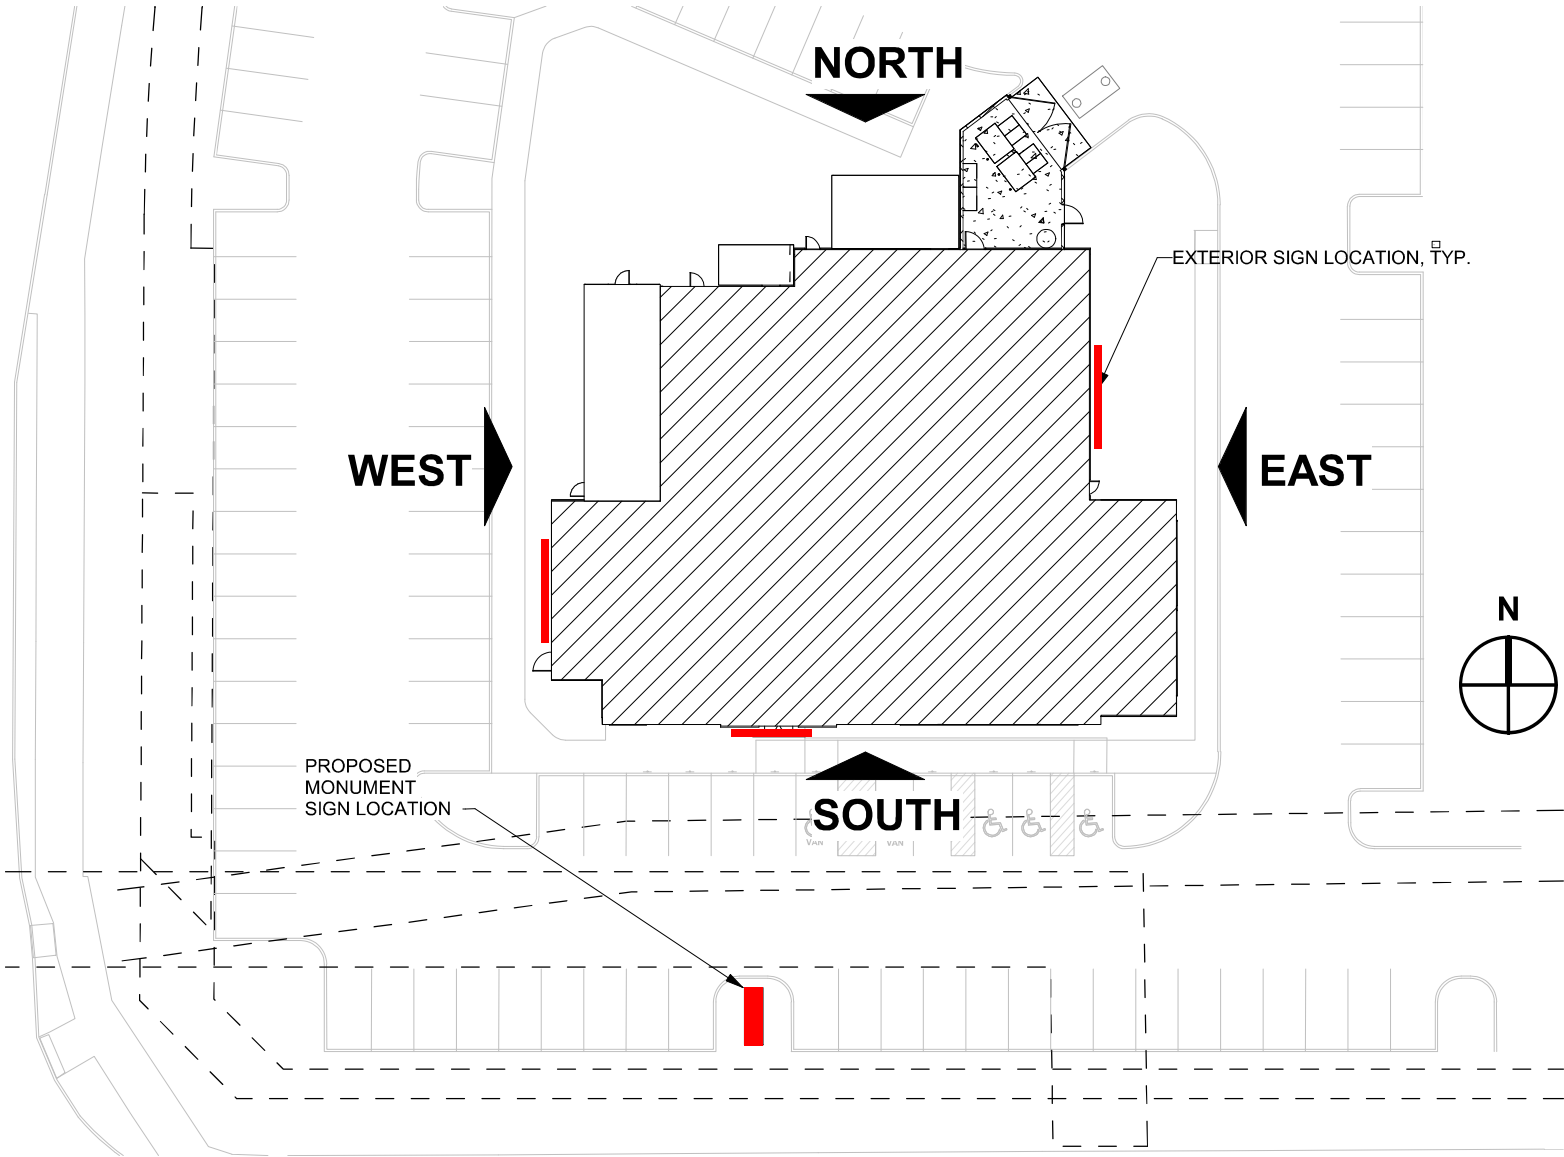 NORTH
EXTERIOR SIGN LOCATION, TYP.
WEST
EAST
N
PROPOSED
MONUMENT
SIGN LOCATION
SOUTH
VAN
VAN